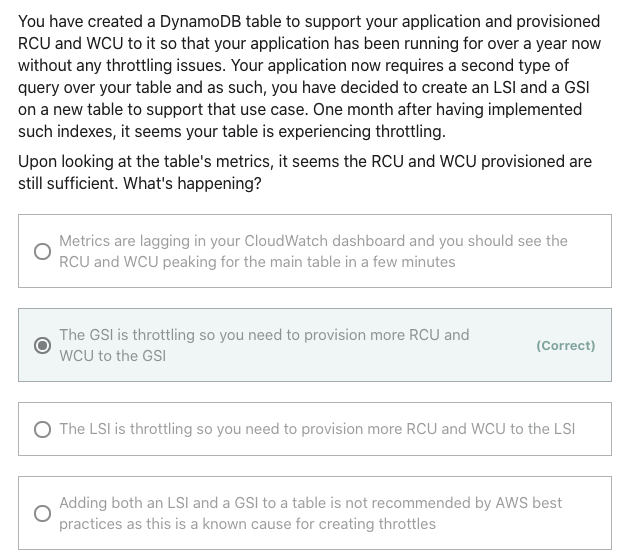 You have created a DynamoDB table to support your application and provisioned
RCU and WCU to it so that your application has been running for over a year now
without any throttling issues. Your application now requires a second type of
query over your table and as such, you have decided to create an LSI and a GSI
on a new table to support that use case. One month after having implemented
such indexes, it seems your table is experiencing throttling.
Upon looking at the table's metrics, it seems the RCU and WCU provisioned are
still sufficient. What's happening?
Metrics are lagging in your CloudWatch dashboard and you should see the
RCU and WCU peaking for the main table in a few minutes
The GSI is throttling so you need to provision more RCU and
WCU to the GSI
(Correct)
The LSI is throttling so you need to provision more RCU and WCU to the LSI
Adding both an LSI and a GSI to a table is not recommended by AWS best
practices as this is a known cause for creating throttles